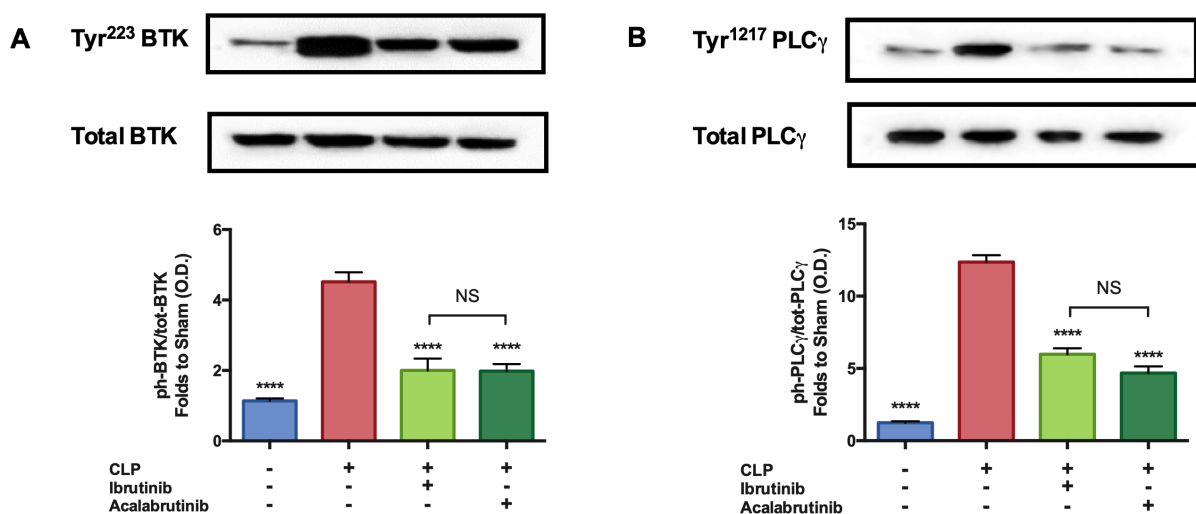 A
Tyr²²³ BTK
Total BTK
ph-BTK/tot-BTK
Folds to Sham (O.D.)
6
4
2
0
NS
****
****
****
CLP - + + +
Ibrutinib - - + -
Acalabrutinib - - - +
B
Tyr¹²¹⁷ PLCγ
Total PLCγ
ph-PLCγ/tot-PLCγ
Folds to Sham (O.D.)
15
10
5
0
NS
****
****
****
CLP - + + +
Ibrutinib - - + -
Acalabrutinib - - - +